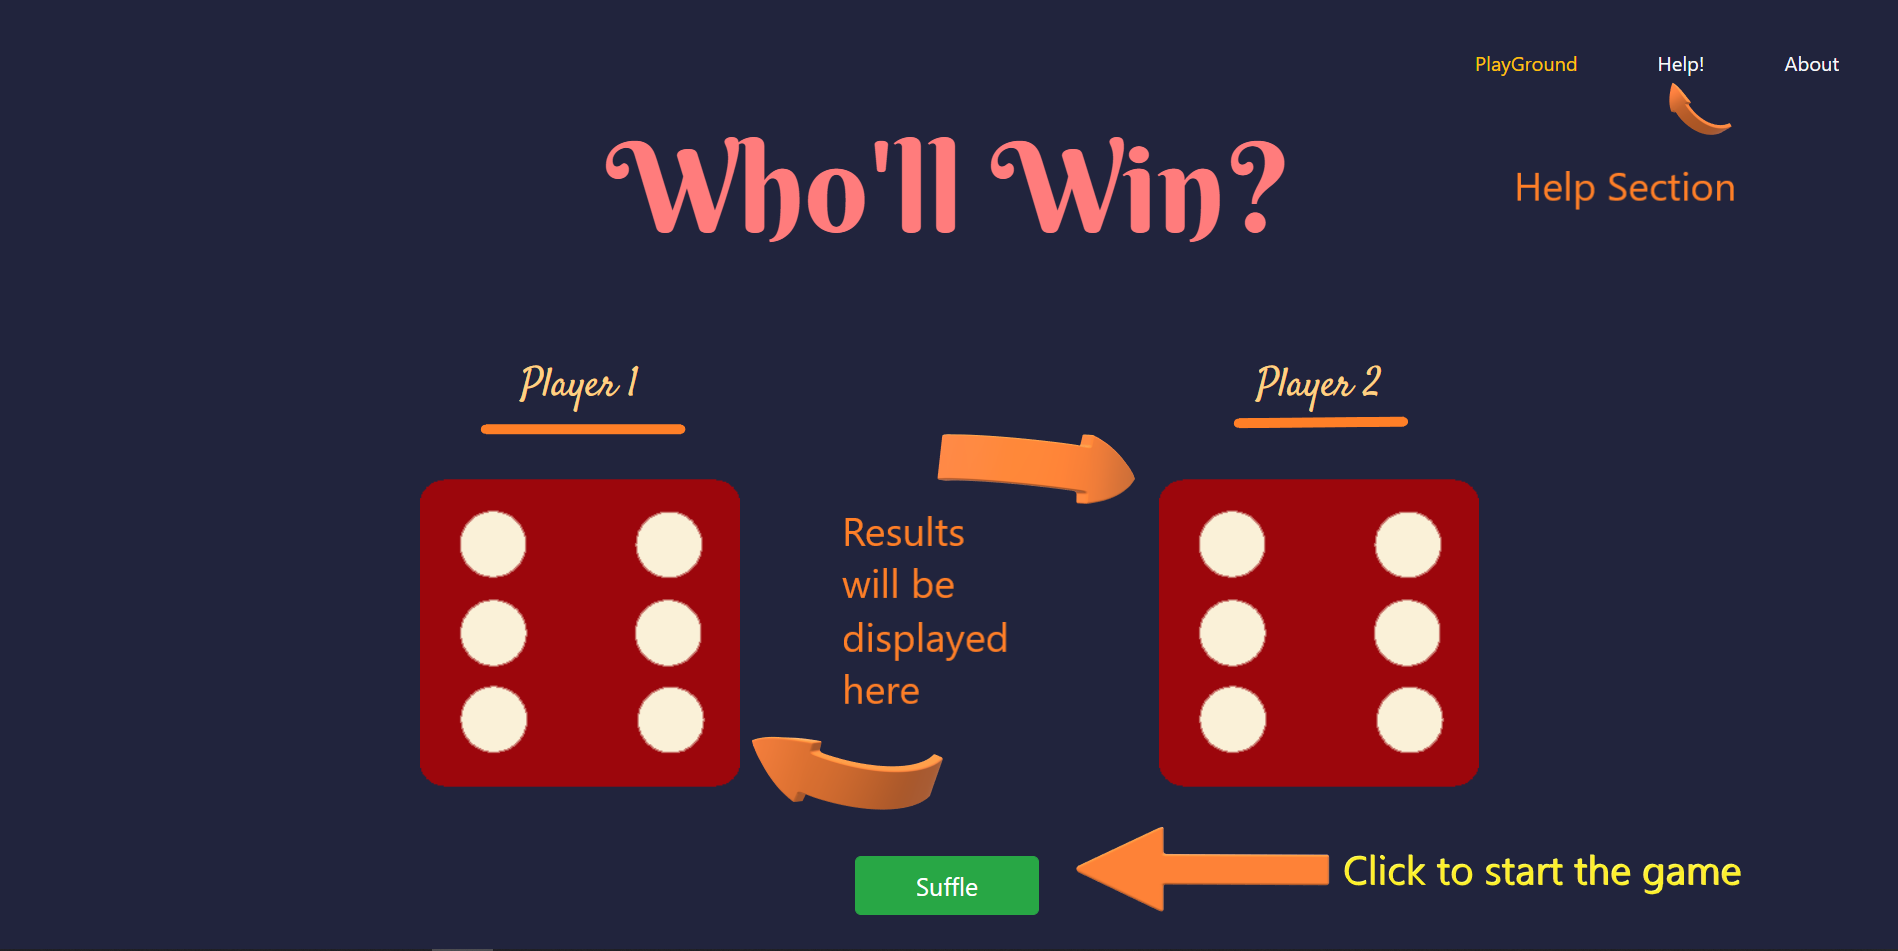 PlayGround Help! About
Who'll Win?
Help Section
Player 1
Player 2
Results
will be
displayed
here
Suffle
Click to start the game